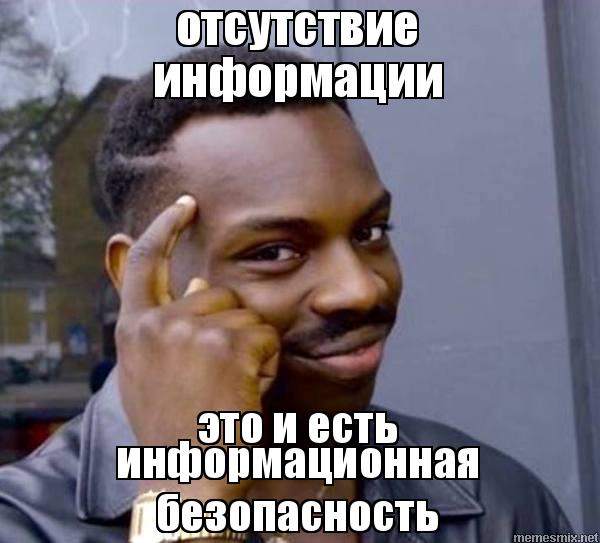 отсутствие
информации
это и есть
информационная
безопасность
memesmix.net